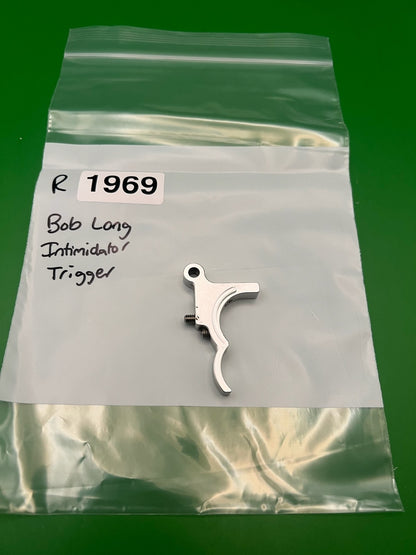 R 1969
Bob Long
Intimidator
Trigger